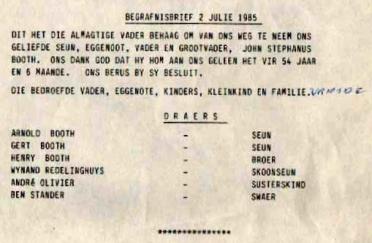 BEGRAFNISBRIEF 2 JULIE 1985
DIT HET DIE ALMAGTIGE VADER BEHAAG OM VAN ONS WEG TE NEEM ONS
GELIEFDE SEUN, EGGENOOT, VADER EN GROOTVADER, JOHN STEPHANUS
BOOTH. ONS DANK GOD DAT HY HOM AAN ONS GELEEN HET VIR 54 JAAR
EN 6 MAANDE. ONS BERUS BY SY BESLUIT.
DIE BEDROEFDE VADER, EGGENOTE, KINDERS, KLEINKIND EN FAMILIE.
DRAERS
ARNOLD BOOTH - SEUN
GERT BOOTH - SEUN
HENRY BOOTH - BROER
WYNAND REDELINGHUYS - SKOONSEUN
ANDRÉ OLIVIER - SUSTERSKIND
BEN STANDER - SWAER
***************